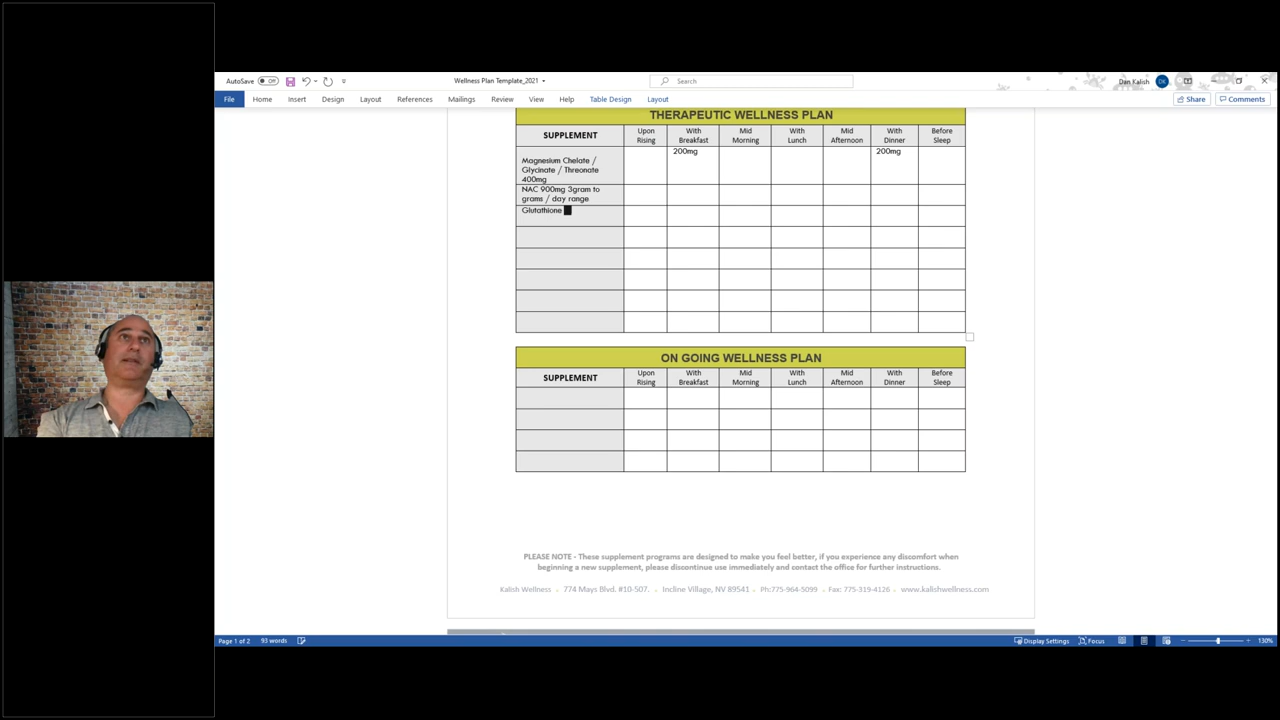 AutoSave Off
Wellness Plan Template_2021
Search
Dan Kalish DK
File Home Insert Design Layout References Mailings Review View Help Table Design Layout Share Comments
THERAPEUTIC WELLNESS PLAN
SUPPLEMENT
Upon
Rising
With
Breakfast
Mid
Morning
With
Lunch
Mid
Afternoon
With
Dinner
Before
Sleep
Magnesium Chelate /
Glycinate / Threonate
400mg
200mg
200mg
NAC 900mg 3gram to
grams / day range
Glutathione
ON GOING WELLNESS PLAN
SUPPLEMENT
Upon
Rising
With
Breakfast
Mid
Morning
With
Lunch
Mid
Afternoon
With
Dinner
Before
Sleep
PLEASE NOTE - These supplement programs are designed to make you feel better, if you experience any discomfort when
beginning a new supplement, please discontinue use immediately and contact the office for further instructions.
Kalish Wellness . 774 Mays Blvd. #10-507. . Incline Village, NV 89541 . Ph:775-964-5099 . Fax: 775-319-4126 . www.kalishwellness.com
Page 1 of 2 93 words Display Settings Focus 130%